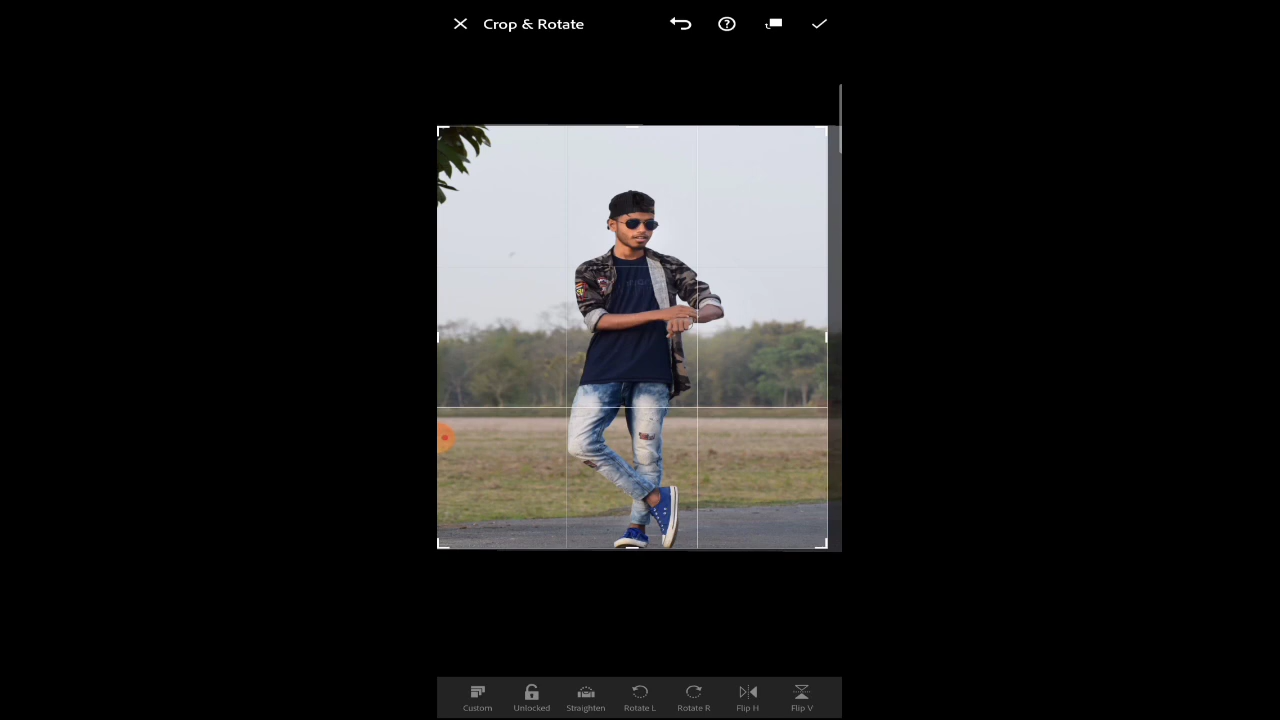 Crop & Rotate
Custom Unlocked Straighten Rotate L Rotate R Flip H Flip V